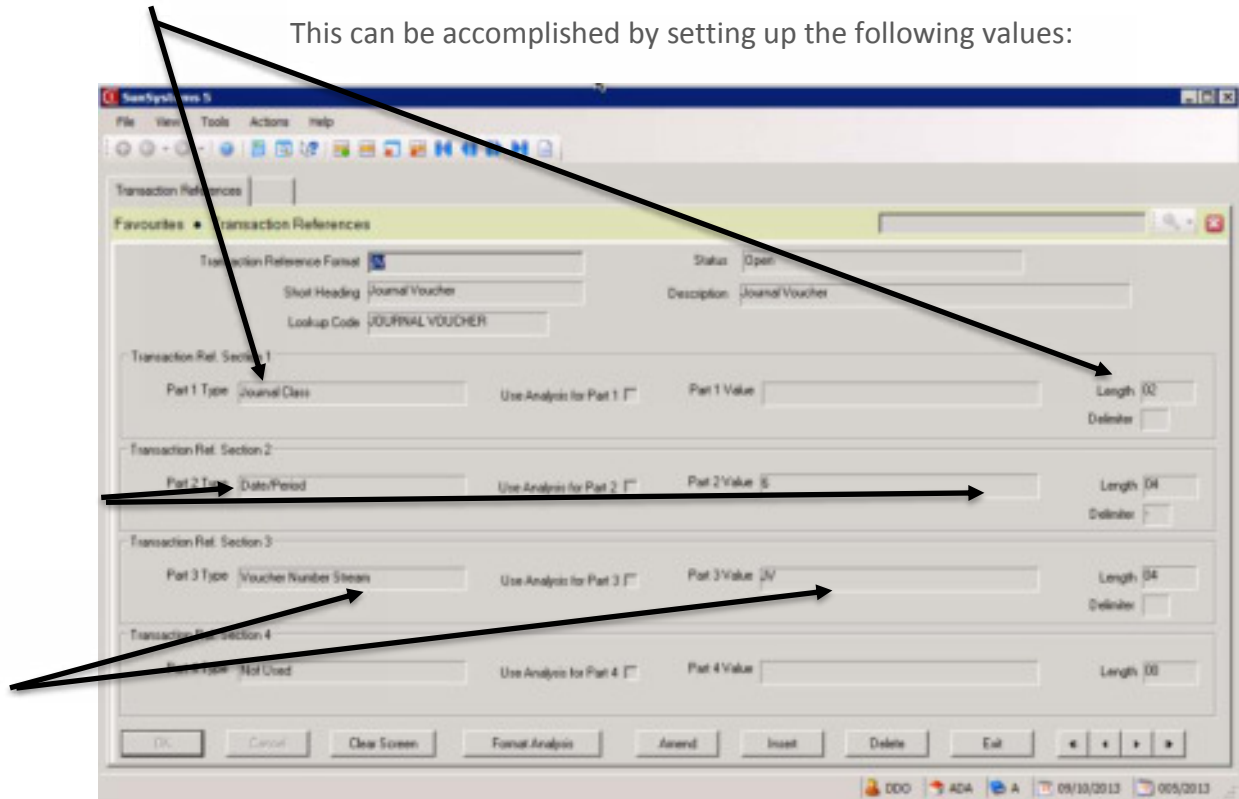 This can be accomplished by setting up the following values:
SunSystems 5
File View Tools Actions Help
Transaction References
Favourites • Transaction References
Transaction Reference Format JV Status Open
Short Heading Journal Voucher Description Journal Voucher
Lookup Code JOURNAL VOUCHER
Transaction Ref. Section 1
Part 1 Type Journal Class Use Analysis for Part 1 Part 1 Value Length 02
Delimiter
Transaction Ref. Section 2
Part 2 Type Date/Period Use Analysis for Part 2 Part 2 Value 6 Length 04
Delimiter -
Transaction Ref. Section 3
Part 3 Type Voucher Number Stream Use Analysis for Part 3 Part 3 Value JV Length 04
Delimiter
Transaction Ref. Section 4
Part 4 Type Not Used Use Analysis for Part 4 Part 4 Value Length 00
OK Cancel Clear Screen Format Analysis Amend Insert Delete Exit
DDO ADA A 09/10/2013 005/2013